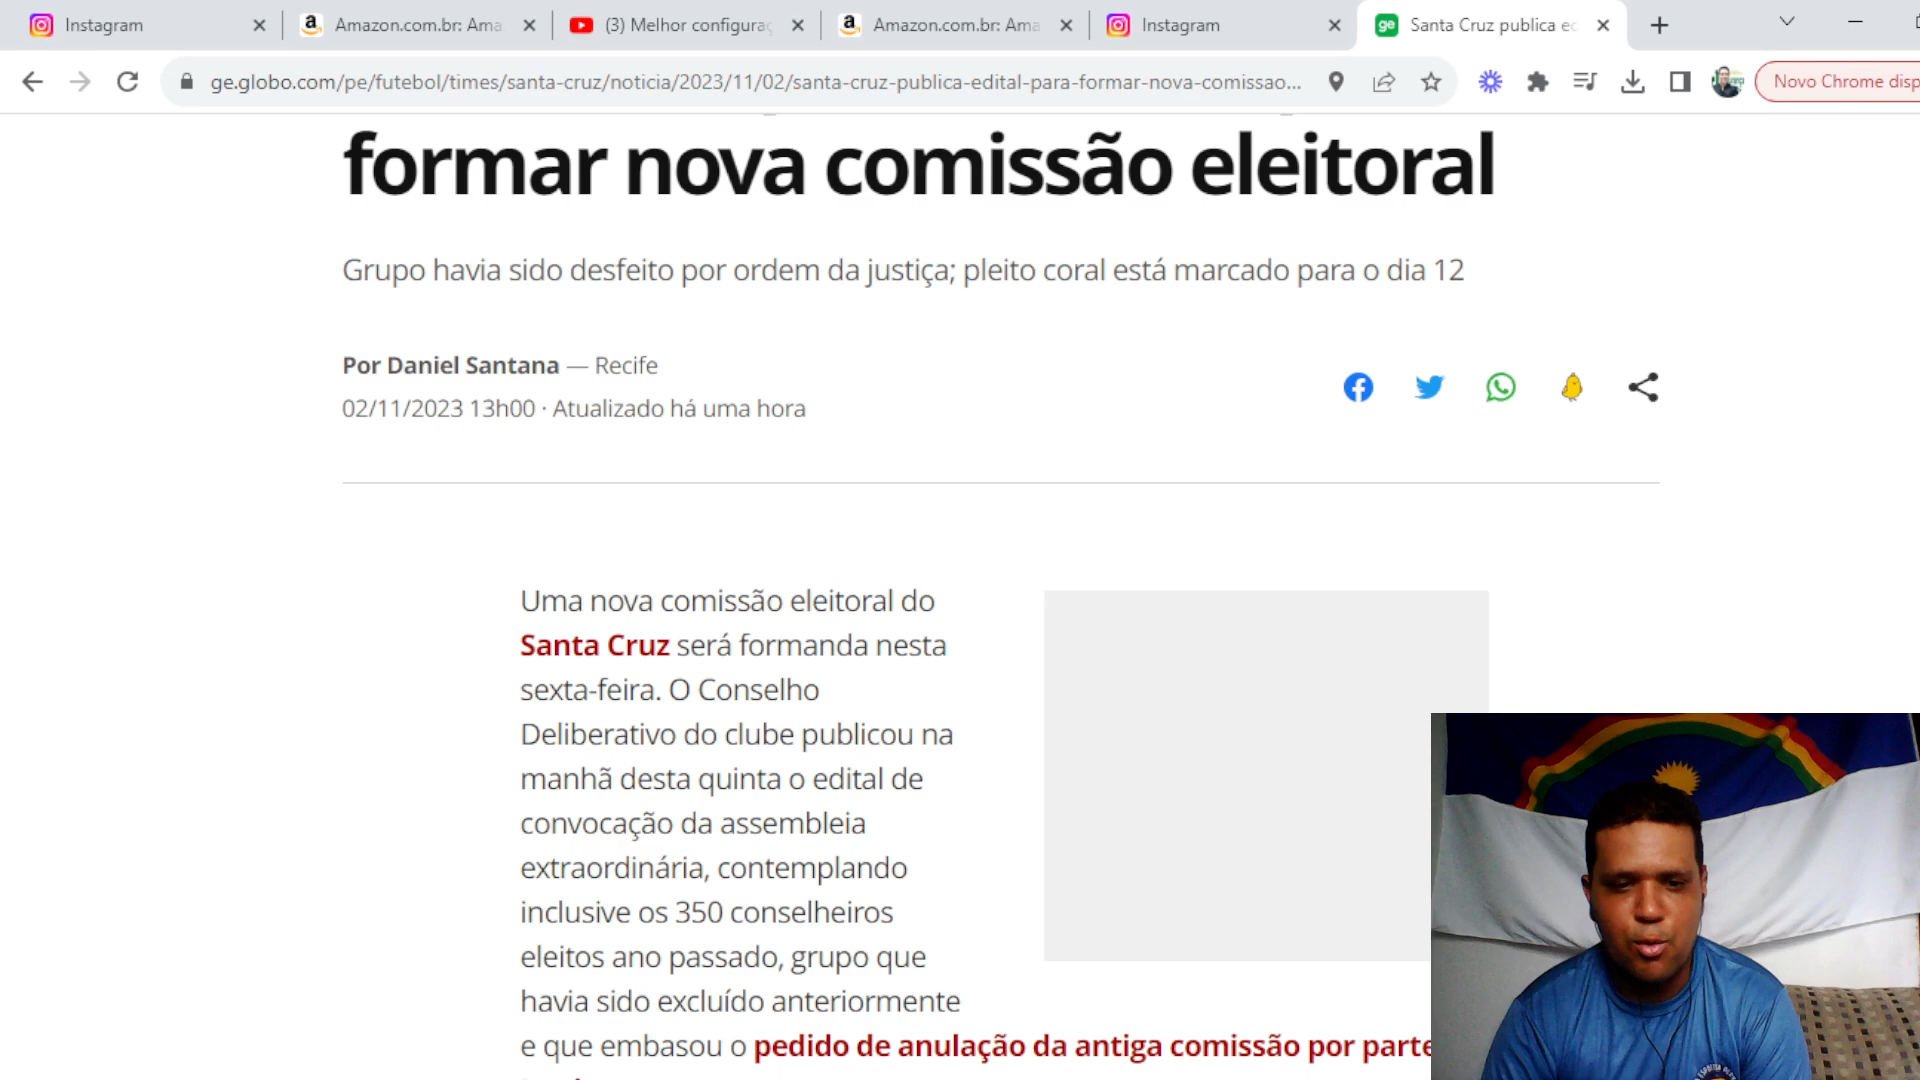 Instagram
Amazon.com.br: Ama
(3) Melhor configuraç
Amazon.com.br: Ama
Instagram
Santa Cruz publica ed
ge.globo.com/pe/futebol/times/santa-cruz/noticia/2023/11/02/santa-cruz-publica-edital-para-formar-nova-comissao...
Novo Chrome disp
formar nova comissão eleitoral
Grupo havia sido desfeito por ordem da justiça; pleito coral está marcado para o dia 12
Por Daniel Santana — Recife
02/11/2023 13h00 · Atualizado há uma hora
Uma nova comissão eleitoral do
Santa Cruz será formanda nesta
sexta-feira. O Conselho
Deliberativo do clube publicou na
manhã desta quinta o edital de
convocação da assembleia
extraordinária, contemplando
inclusive os 350 conselheiros
eleitos ano passado, grupo que
havia sido excluído anteriormente
e que embasou o pedido de anulação da antiga comissão por parte